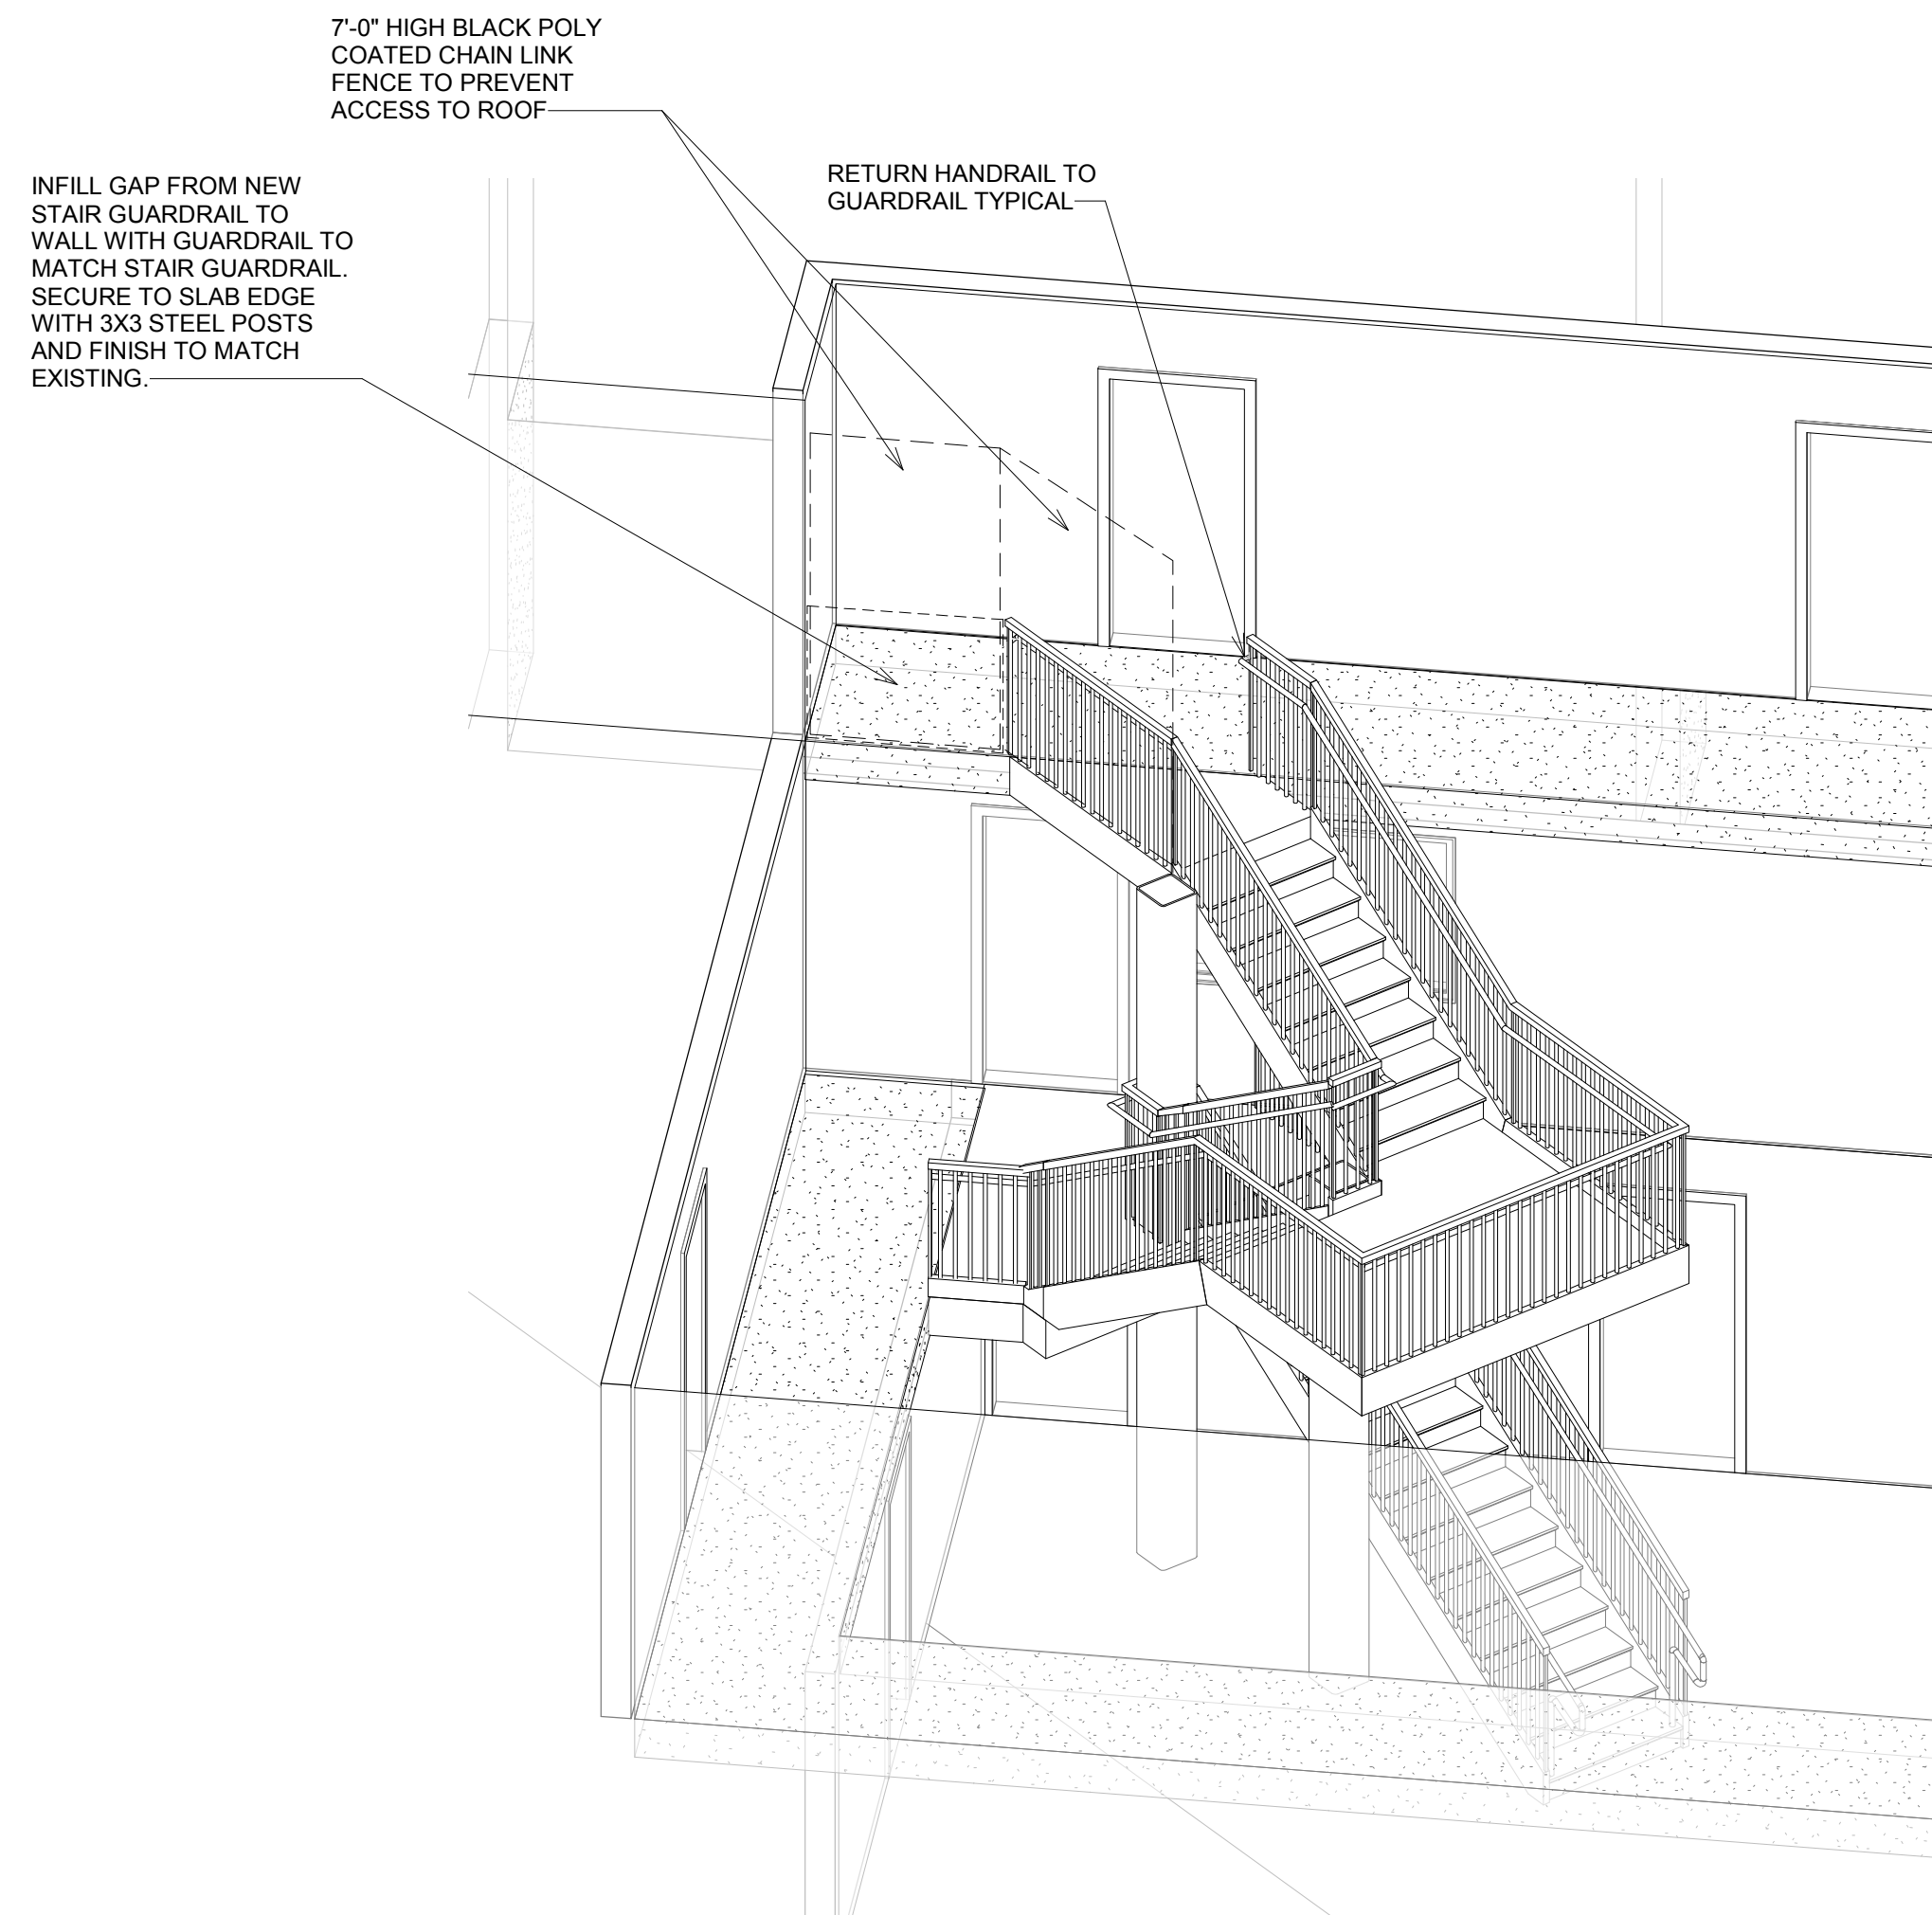 7'-0" HIGH BLACK POLY
COATED CHAIN LINK
FENCE TO PREVENT
ACCESS TO ROOF
RETURN HANDRAIL TO
GUARDRAIL TYPICAL
INFILL GAP FROM NEW
STAIR GUARDRAIL TO
WALL WITH GUARDRAIL TO
MATCH STAIR GUARDRAIL.
SECURE TO SLAB EDGE
WITH 3X3 STEEL POSTS
AND FINISH TO MATCH
EXISTING.